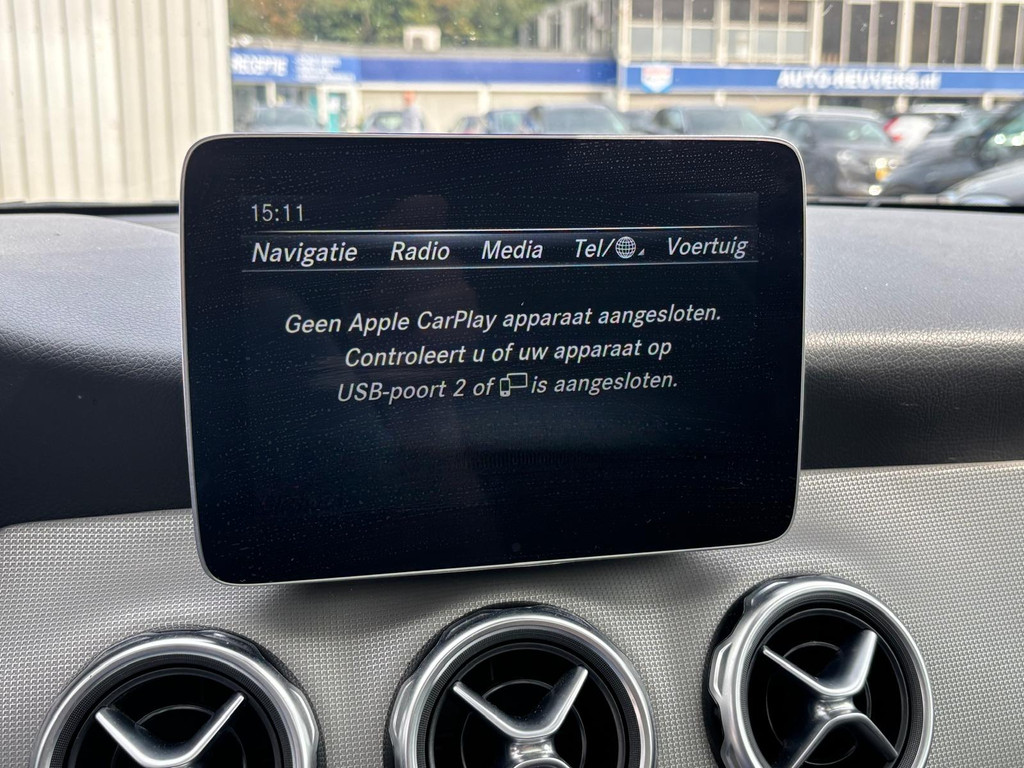 AUTO-REUVERS.nl
15:11
Navigatie Radio Media Tel/ Voertuig
Geen Apple CarPlay apparaat aangesloten.
Controleert u of uw apparaat op
USB-poort 2 of is aangesloten.